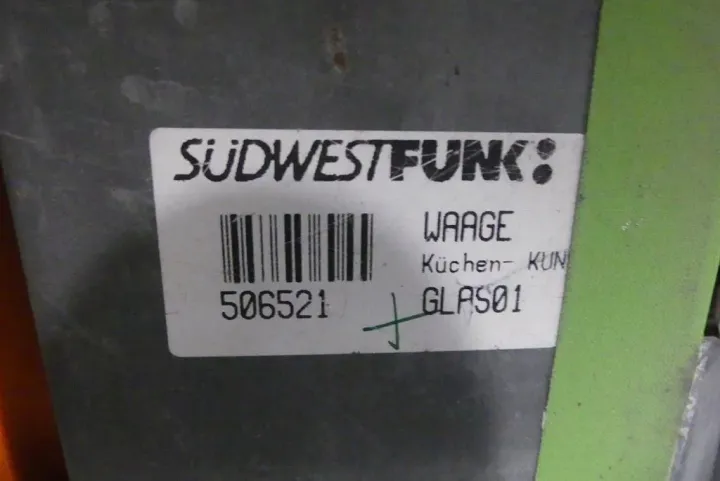 SÜDWESTFUNK:
WAAGE
Küchen- KUN
506521
GLAS01